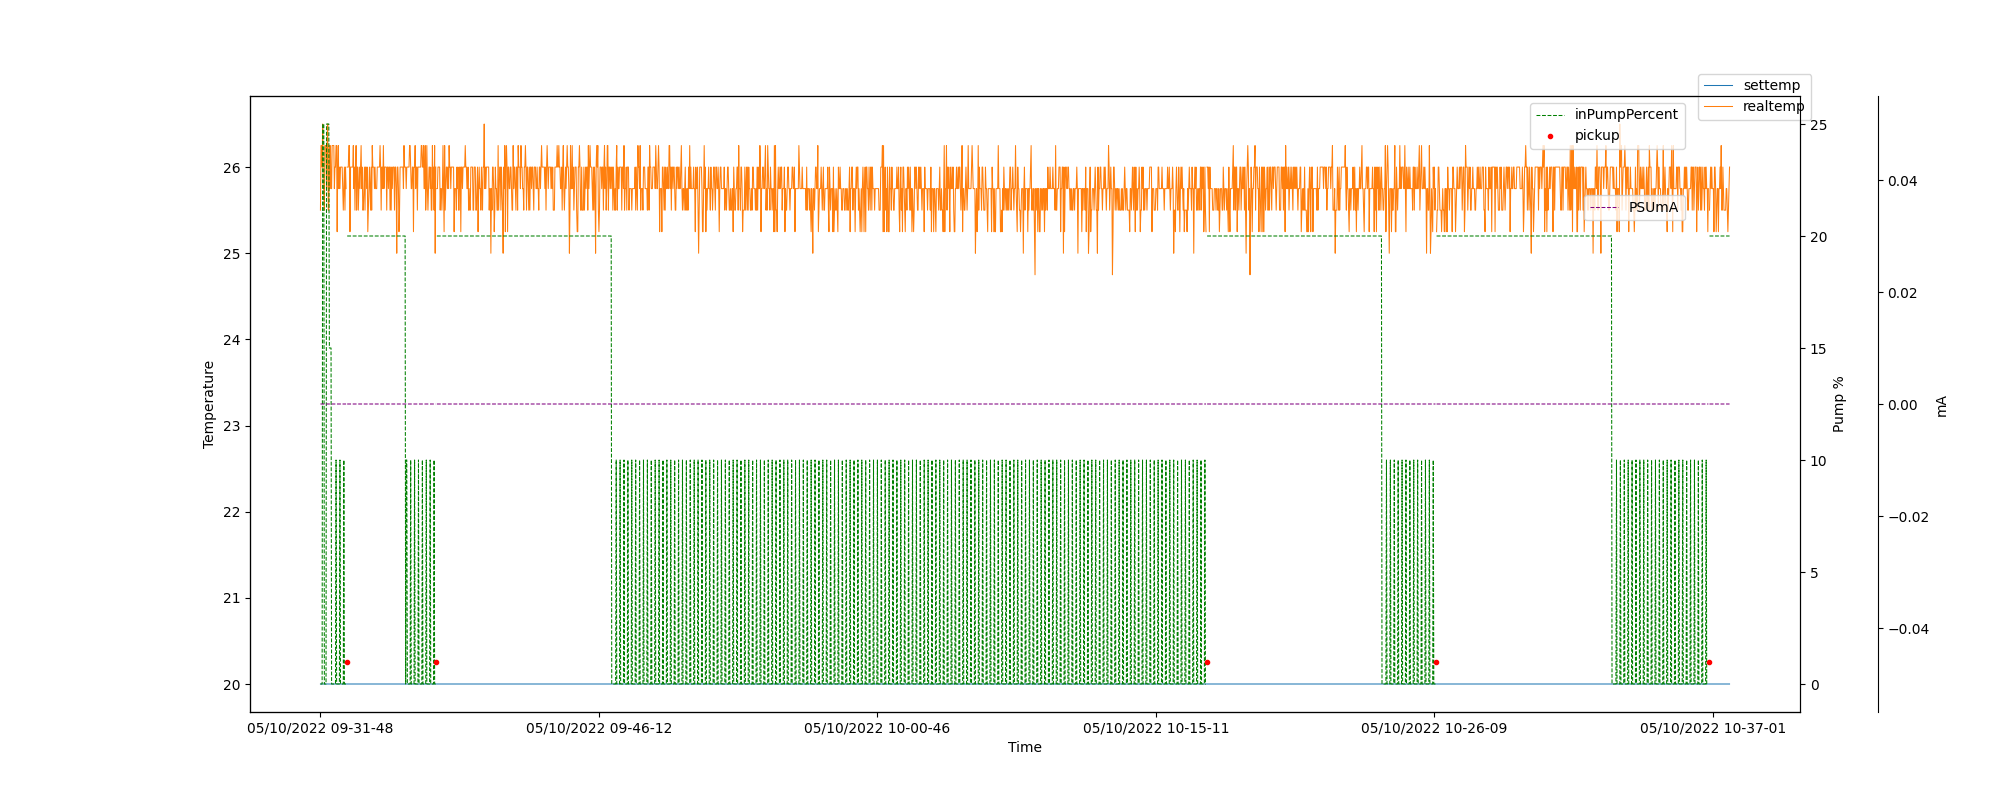 settemp
realtemp
inPumpPercent
pickup
PSUmA
26
25
24
23
22
21
20
Temperature
25
20
15
10
5
0
Pump %
0.04
0.02
0.00
−0.02
−0.04
mA
05/10/2022 09-31-48
05/10/2022 09-46-12
05/10/2022 10-00-46
05/10/2022 10-15-11
05/10/2022 10-26-09
05/10/2022 10-37-01
Time